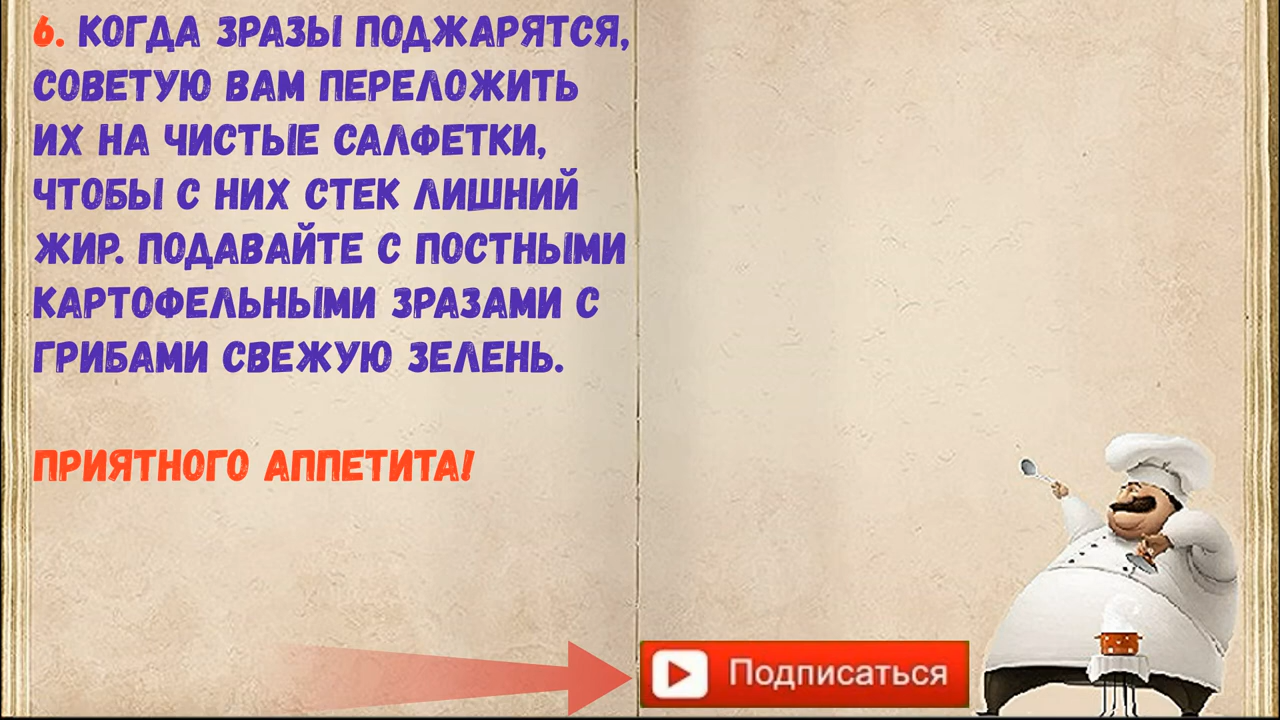 6. КОГДА ЗРАЗЫ ПОДЖАРЯТСЯ,
СОВЕТУЮ ВАМ ПЕРЕЛОЖИТЬ
ИХ НА ЧИСТЫЕ САЛФЕТКИ,
ЧТОБЫ С НИХ СТЕК ЛИШНИЙ
ЖИР. ПОДАВАЙТЕ С ПОСТНЫМИ
КАРТОФЕЛЬНЫМИ ЗРАЗАМИ С
ГРИБАМИ СВЕЖУЮ ЗЕЛЕНЬ.
ПРИЯТНОГО АППЕТИТА!
Подписаться